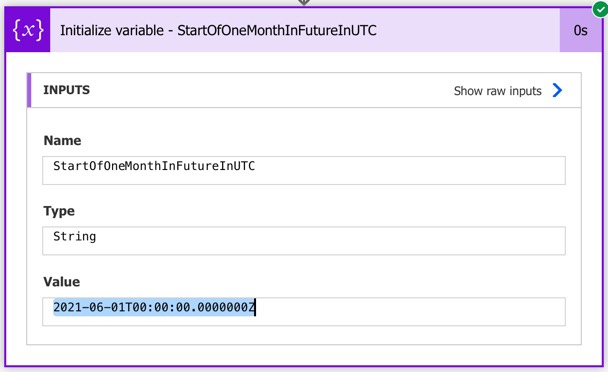 {x} Initialize variable - StartOfOneMonthInFutureInUTC 0s
INPUTS Show raw inputs
Name
StartOfOneMonthInFutureInUTC
Type
String
Value
2021-06-01T00:00:00.0000000Z